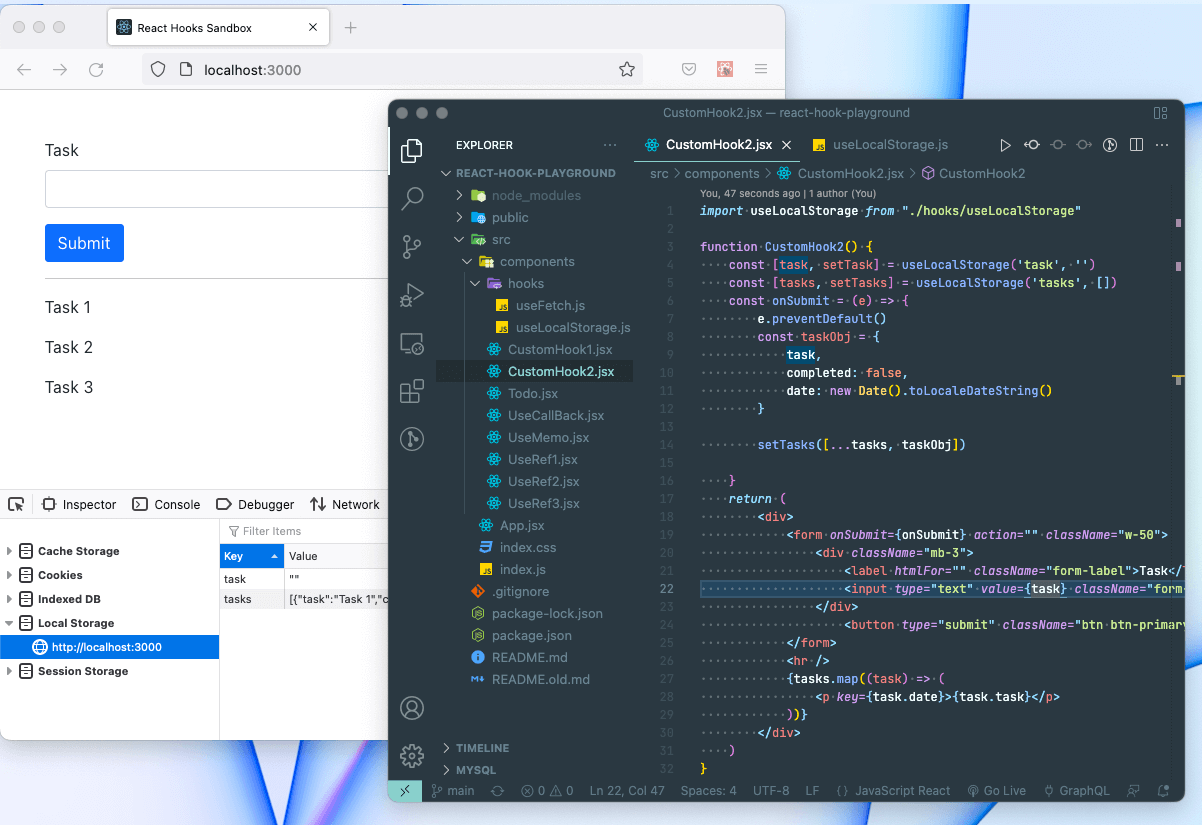 React Hooks Sandbox
localhost:3000
Task
Submit
Task 1
Task 2
Task 3
Inspector Console Debugger Network
Filter Items
Cache Storage
Cookies
Indexed DB
Local Storage
http://localhost:3000
Session Storage
Key Value
task ""
tasks [{"task":"Task 1","c
CustomHook2.jsx — react-hook-playground
EXPLORER
REACT-HOOK-PLAYGROUND
node_modules
public
src
components
hooks
JS useFetch.js
JS useLocalStorage.js
CustomHook1.jsx
CustomHook2.jsx
Todo.jsx
UseCallBack.jsx
UseMemo.jsx
UseRef1.jsx
UseRef2.jsx
UseRef3.jsx
App.jsx
index.css
JS index.js
.gitignore
package-lock.json
package.json
README.md
README.old.md
TIMELINE
MYSQL
CustomHook2.jsx JS useLocalStorage.js
src > components > CustomHook2.jsx > CustomHook2
You, 47 seconds ago | 1 author (You)
1 import useLocalStorage from "./hooks/useLocalStorage"
2
3 function CustomHook2() {
4 const [task, setTask] = useLocalStorage('task', '')
5 const [tasks, setTasks] = useLocalStorage('tasks', [])
6 const onSubmit = (e) => {
7 e.preventDefault()
8 const taskObj = {
9 task,
10 completed: false,
11 date: new Date().toLocaleDateString()
12 }
13
14 setTasks([...tasks, taskObj])
15
16 }
17 return (
18 <div>
19 <form onSubmit={onSubmit} action="" className="w-50">
20 <div className="mb-3">
21 <label htmlFor="" className="form-label">Task</
22 <input type="text" value={task} className="form-
23 </div>
24 <button type="submit" className="btn btn-primary
25 </form>
26 <hr />
27 {tasks.map((task) => (
28 <p key={task.date}>{task.task}</p>
29 ))}
30 </div>
31 )
32 }
main 0 0 Ln 22, Col 47 Spaces: 4 UTF-8 LF {} JavaScript React Go Live GraphQL